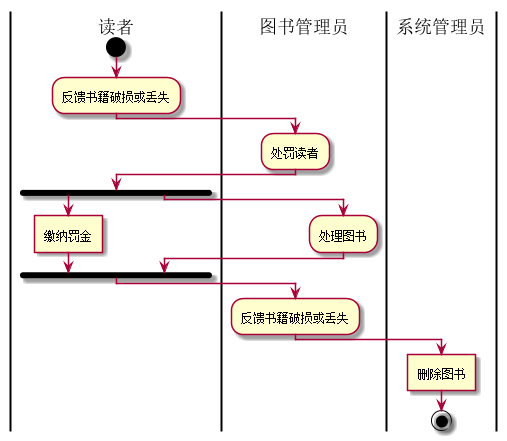 读者
图书管理员
系统管理员
反馈书籍破损或丢失
处罚读者
缴纳罚金
处理图书
反馈书籍破损或丢失
删除图书